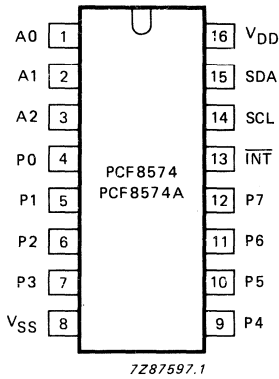 A0 1 16 VDD
A1 2 15 SDA
A2 3 14 SCL
P0 4 13 INT
PCF8574
PCF8574A
P1 5 12 P7
P2 6 11 P6
P3 7 10 P5
VSS 8 9 P4
7Z87597.1